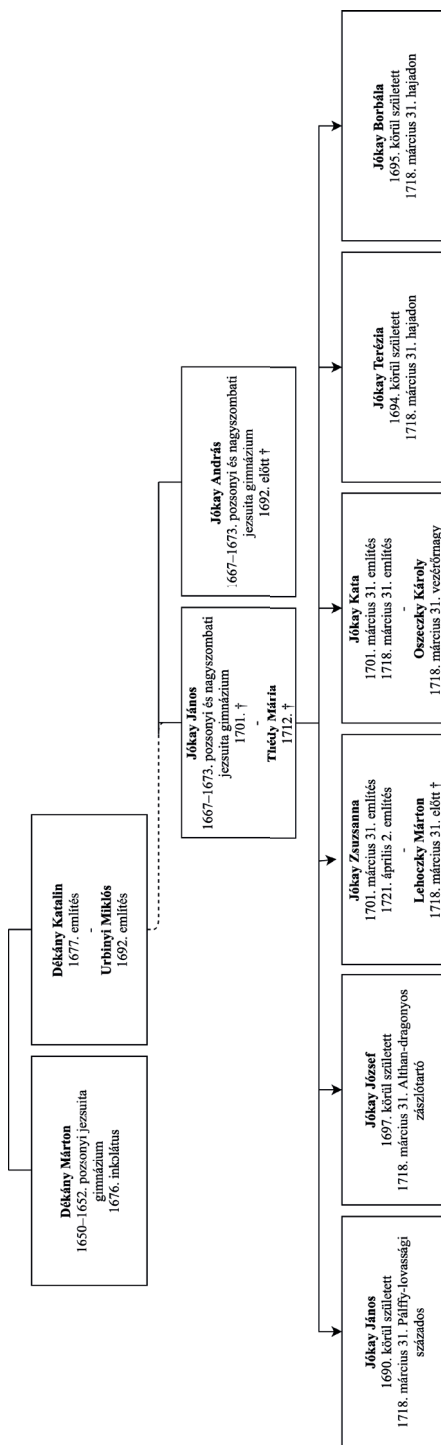 Dékány Márton
1650–1652. pozsonyi jezsuita
gimnázium
1676. inkolátus
Dékány Katalin
1677. említés
-
Urbinyi Miklós
1692. említés
Jókay János
1667–1673. pozsonyi és nagyszombati
jezsuita gimnázium
1701. †
-
Thédy Mária
1712. †
Jókay András
1667–1673. pozsonyi és nagyszombati
jezsuita gimnázium
1692. előtt †
Jókay János
1690. körül született
1718. március 31. Pálffy-lovassági
százados
Jókay József
1697. körül született
1718. március 31. Althan-dragonyos
zászlótartó
Jókay Zsuzsanna
1701. március 31. említés
1721. április 2. említés
-
Lehoczky Márton
1718. március 31. előtt †
Jókay Kata
1701. március 31. említés
1718. március 31. említés
-
Oszeczky Károly
1718. március 31. vezérőrnagy
Jókay Terézia
1694. körül született
1718. március 31. hajadon
Jókay Borbála
1695. körül született
1718. március 31. hajadon